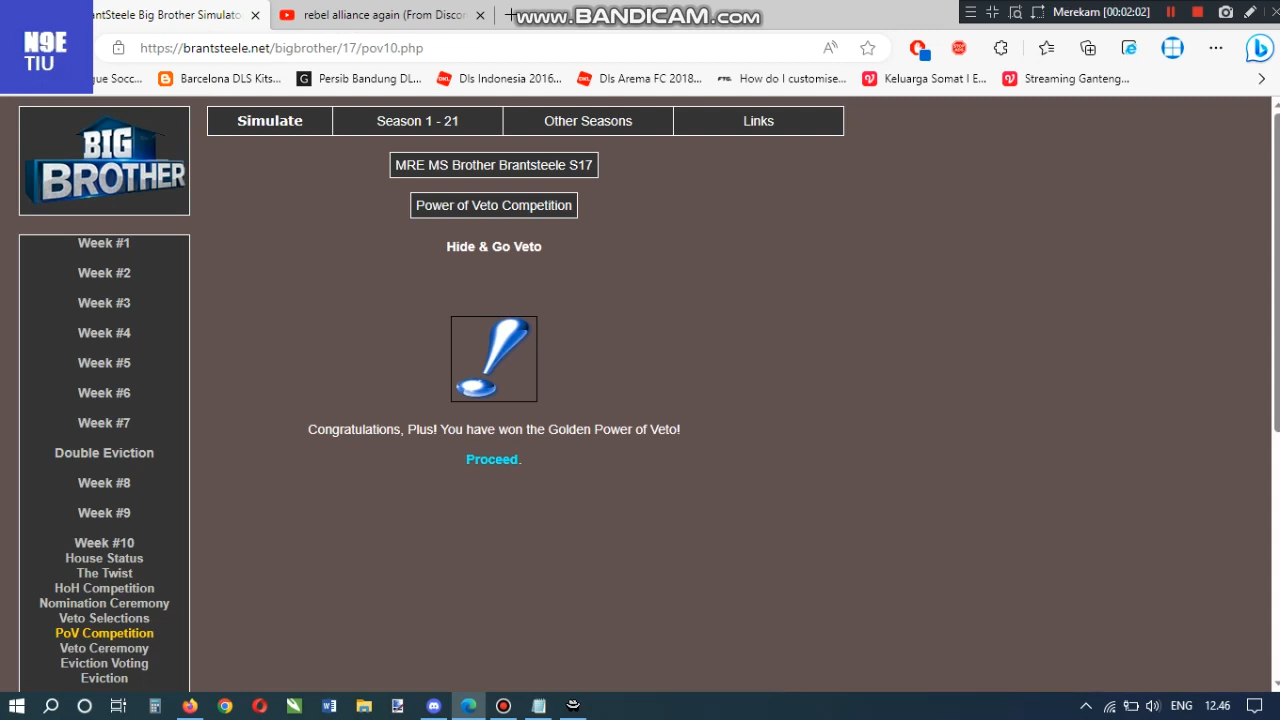 rantSteele Big Brother Simulato
rebel alliance again (From Discor
www.BANDICAM.com
Merekam [00:02:02]
N9E
TIU
https://brantsteele.net/bigbrother/17/pov10.php
gue Socc...
Barcelona DLS Kits...
Persib Bandung DL...
Dls Indonesia 2016...
Dls Arema FC 2018...
How do I customise...
Keluarga Somat I E...
Streaming Ganteng...
BIG
BROTHER
Simulate
Season 1 - 21
Other Seasons
Links
MRE MS Brother Brantsteele S17
Power of Veto Competition
Hide & Go Veto
Congratulations, Plus! You have won the Golden Power of Veto!
Proceed.
Week #1
Week #2
Week #3
Week #4
Week #5
Week #6
Week #7
Double Eviction
Week #8
Week #9
Week #10
House Status
The Twist
HoH Competition
Nomination Ceremony
Veto Selections
PoV Competition
Veto Ceremony
Eviction Voting
Eviction
ENG
12.46